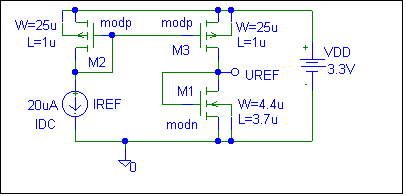 modp modp
W=25u W=25u
L=1u L=1u
M2 M3
VDD
3.3V
UREF
20uA IREF
IDC
M1
W=4.4u
L=3.7u
modn
0